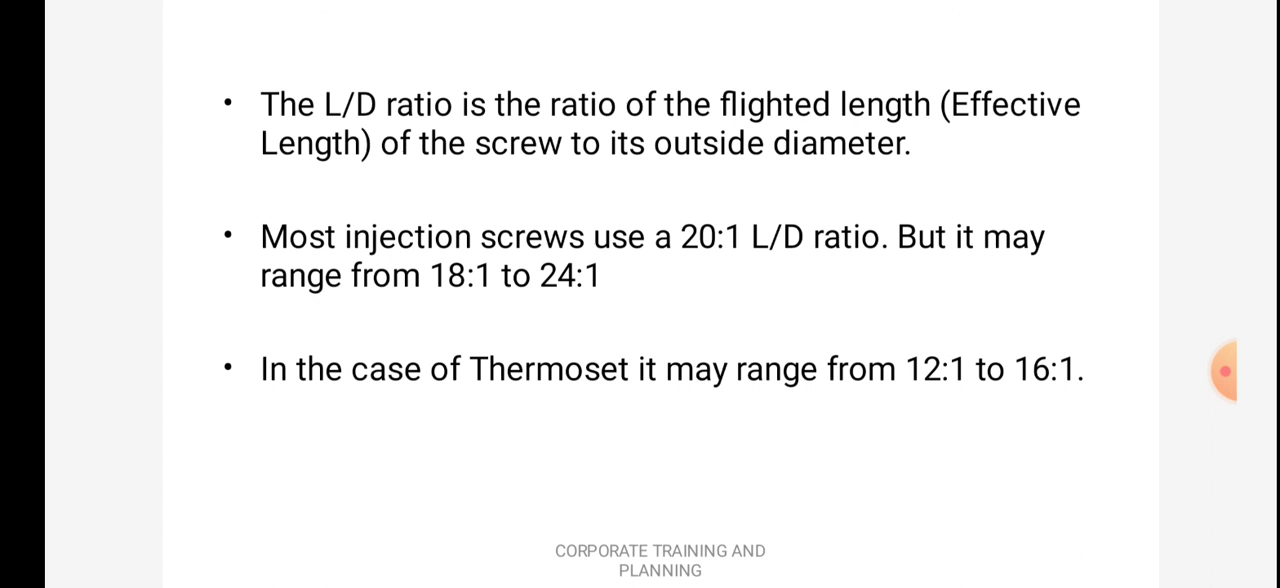 • The L/D ratio is the ratio of the flighted length (Effective
Length) of the screw to its outside diameter.
• Most injection screws use a 20:1 L/D ratio. But it may
range from 18:1 to 24:1
• In the case of Thermoset it may range from 12:1 to 16:1.
CORPORATE TRAINING AND
PLANNING